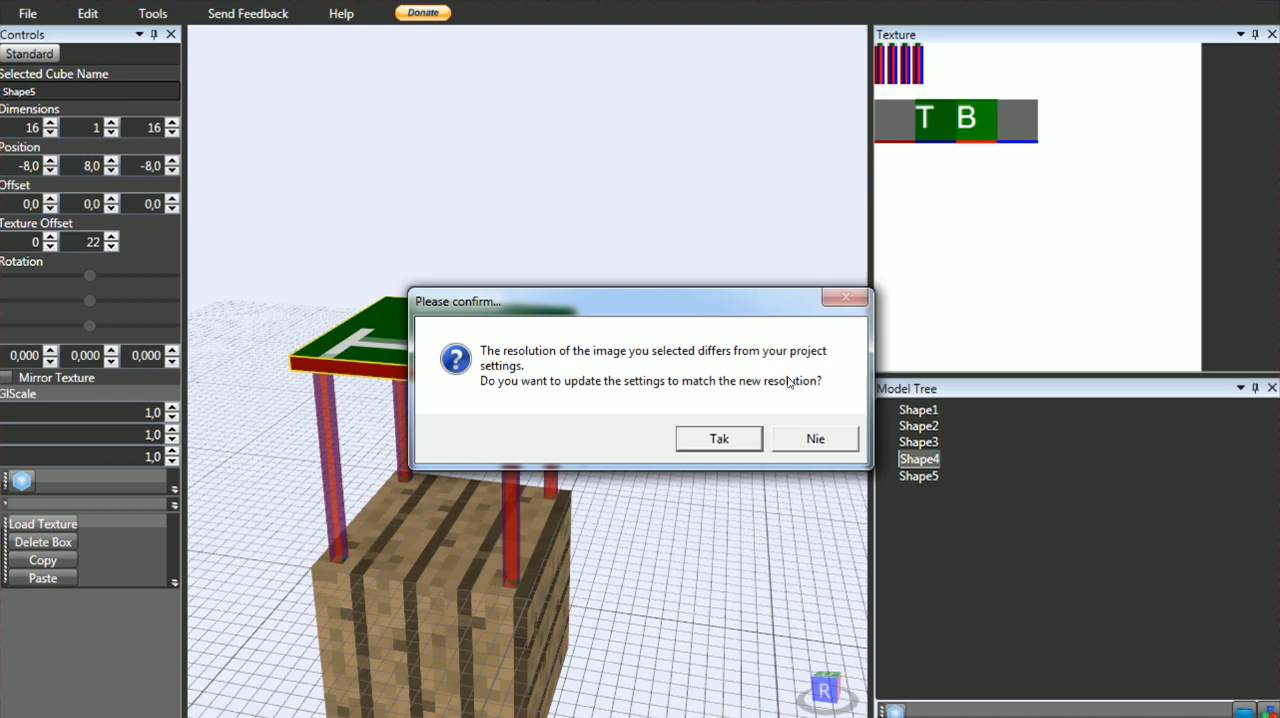 File Edit Tools Send Feedback Help Donate
Controls
Standard
Selected Cube Name
Shape5
Dimensions
16 1 16
Position
-8,0 8,0 -8,0
Offset
0,0 0,0 0,0
Texture Offset
0 22
Rotation
0,000 0,000 0,000
Mirror Texture
GlScale
1,0
1,0
1,0
Load Texture
Delete Box
Copy
Paste
Please confirm...
The resolution of the image you selected differs from your project
settings.
Do you want to update the settings to match the new resolution?
Tak Nie
R
Texture
T B
Model Tree
Shape1
Shape2
Shape3
Shape4
Shape5